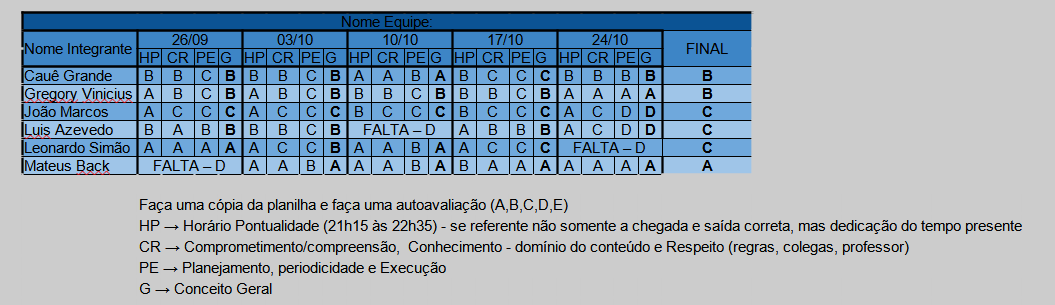 Nome Equipe:
Nome Integrante 26/09 03/10 10/10 17/10 24/10 FINAL
HP CR PE G HP CR PE G HP CR PE G HP CR PE G HP CR PE G
Cauê Grande B B C B B B C B A A B A B C C C B B B B B
Gregory Vinicius A B C B A B C B B B C B B C C B A A A A B
João Marcos A C C C A C C C B C C C B C C C A C D D C
Luis Azevedo B A B B B B C B FALTA – D A B B B A C D D C
Leonardo Simão A A A A A C C B A A B A A C C C FALTA – D C
Mateus Back FALTA – D A A B A A A B A B A A A A A A A A
Faça uma cópia da planilha e faça uma autoavaliação (A,B,C,D,E)
HP → Horário Pontualidade (21h15 às 22h35) - se referente não somente a chegada e saída correta, mas dedicação do tempo presente
CR → Comprometimento/compreensão, Conhecimento - domínio do conteúdo e Respeito (regras, colegas, professor)
PE → Planejamento, periodicidade e Execução
G → Conceito Geral